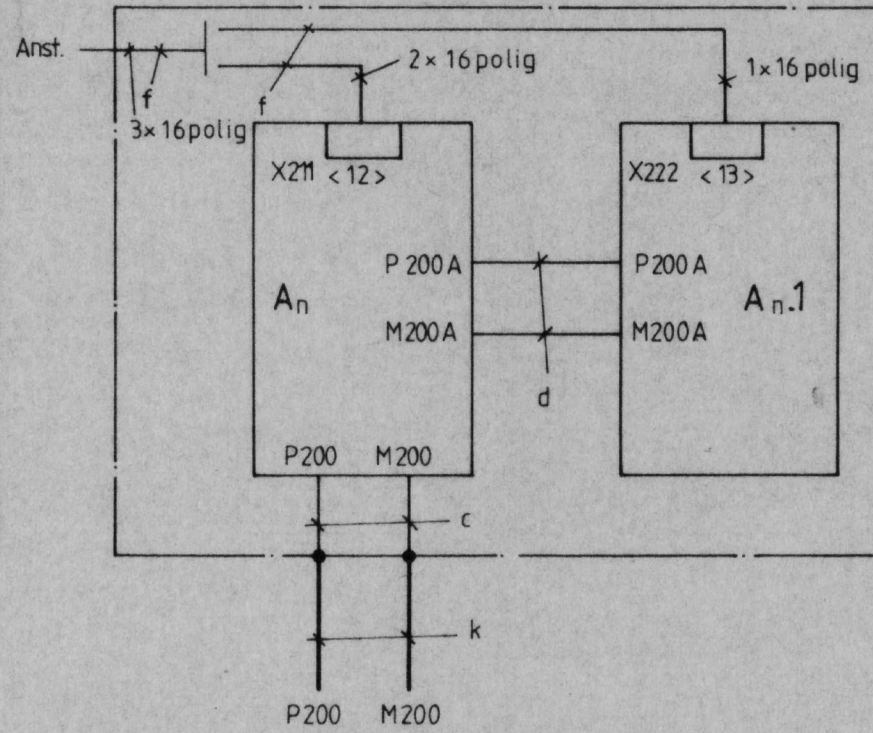 Anst.
2 x 16 polig
1 x 16 polig
f
f
3 x 16 polig
X211 <12>
X222 <13>
P200A
P200A
An
An.1
M200A
M200A
d
P200 M200
c
k
P200 M200